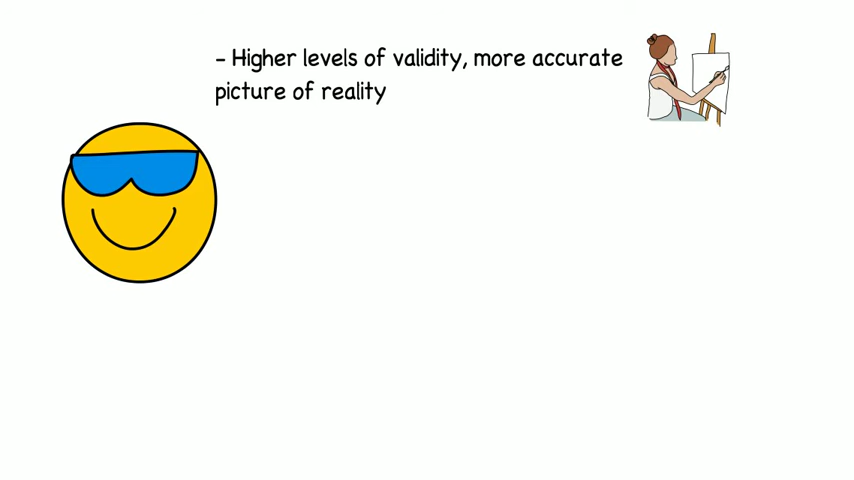 - Higher levels of validity, more accurate
picture of reality